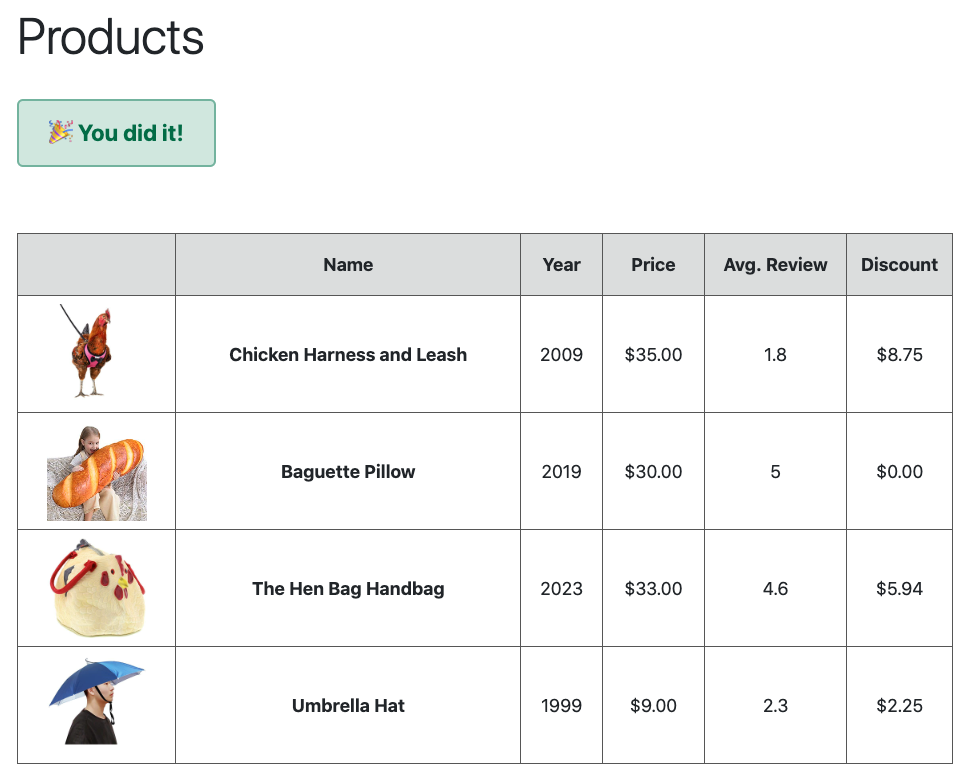 Products
🎉 You did it!
Name Year Price Avg. Review Discount
Chicken Harness and Leash 2009 $35.00 1.8 $8.75
Baguette Pillow 2019 $30.00 5 $0.00
The Hen Bag Handbag 2023 $33.00 4.6 $5.94
Umbrella Hat 1999 $9.00 2.3 $2.25